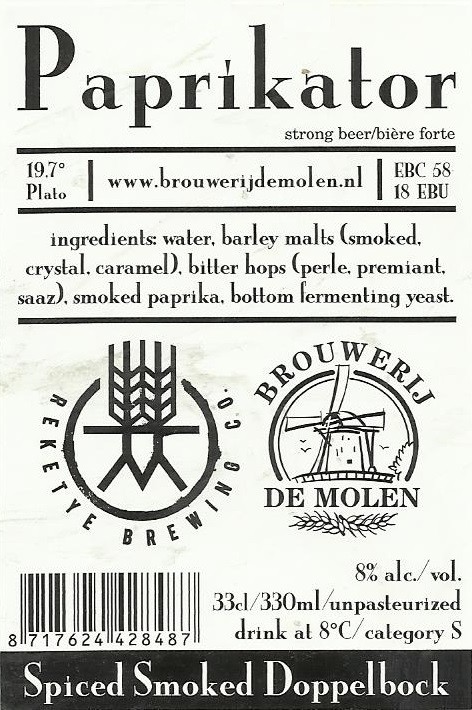 Paprikator
strong beer/bière forte
19.7°
Plato
www.brouwerijdemolen.nl
EBC 58
18 EBU
ingredients: water, barley malts (smoked,
crystal, caramel), bitter hops (perle, premiant,
saaz), smoked paprika, bottom fermenting yeast.
REKETYE BREWING CO.
BROUWERIJ
DE MOLEN
8% alc./vol.
33cl/330ml/unpasteurized
drink at 8°C/category S
8 717624 428487
Spiced Smoked Doppelbock